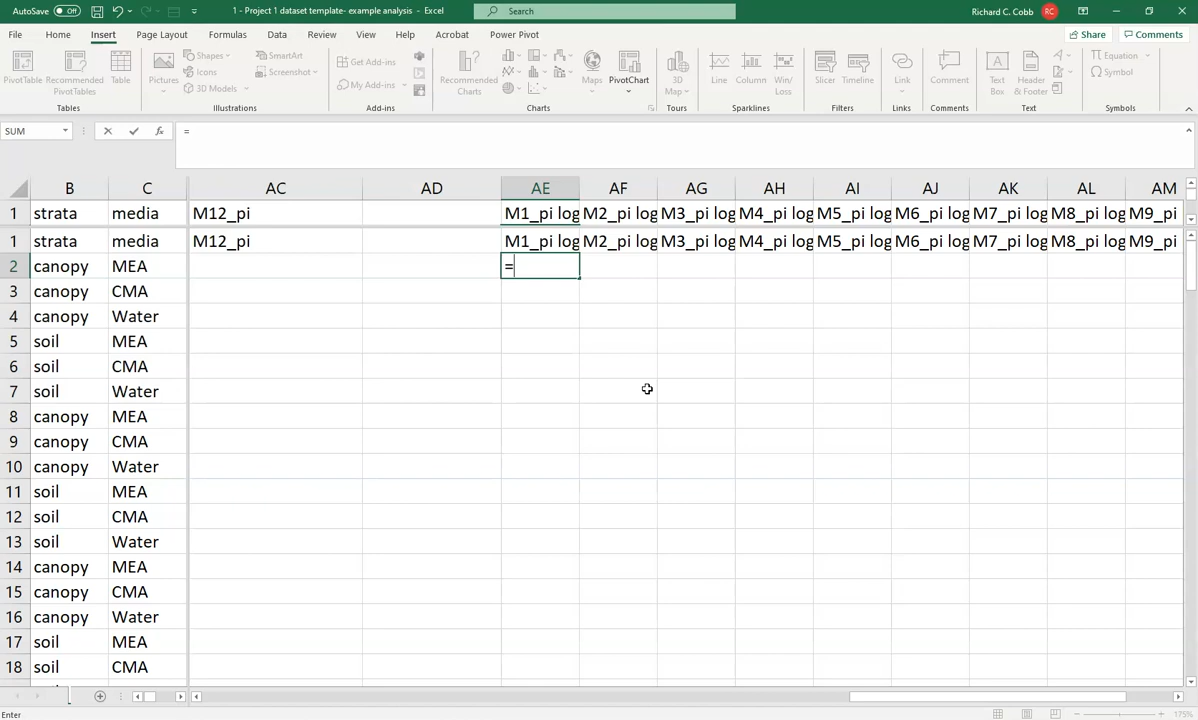 AutoSave Off 1 - Project 1 dataset template- example analysis - Excel Search Richard C. Cobb RC
File Home Insert Page Layout Formulas Data Review View Help Acrobat Power Pivot Share Comments
PivotTable Recommended PivotTables Table Pictures Shapes Icons 3D Models SmartArt Screenshot Get Add-ins My Add-ins Recommended Charts Maps PivotChart 3D Map Line Column Win/Loss Slicer Timeline Link Comment Text Box Header & Footer Equation Symbol
Tables Illustrations Add-ins Charts Tours Sparklines Filters Links Comments Text Symbols
SUM fx =
B C AC AD AE AF AG AH AI AJ AK AL AM
1 strata media M12_pi M1_pi log M2_pi log M3_pi log M4_pi log M5_pi log M6_pi log M7_pi log M8_pi log M9_pi
1 strata media M12_pi M1_pi log M2_pi log M3_pi log M4_pi log M5_pi log M6_pi log M7_pi log M8_pi log M9_pi
2 canopy MEA =
3 canopy CMA
4 canopy Water
5 soil MEA
6 soil CMA
7 soil Water
8 canopy MEA
9 canopy CMA
10 canopy Water
11 soil MEA
12 soil CMA
13 soil Water
14 canopy MEA
15 canopy CMA
16 canopy Water
17 soil MEA
18 soil CMA
Enter 175%